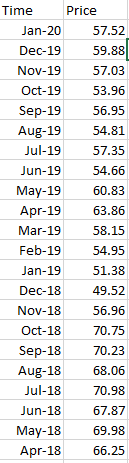 Time Price
Jan-20 57.52
Dec-19 59.88
Nov-19 57.03
Oct-19 53.96
Sep-19 56.95
Aug-19 54.81
Jul-19 57.35
Jun-19 54.66
May-19 60.83
Apr-19 63.86
Mar-19 58.15
Feb-19 54.95
Jan-19 51.38
Dec-18 49.52
Nov-18 56.96
Oct-18 70.75
Sep-18 70.23
Aug-18 68.06
Jul-18 70.98
Jun-18 67.87
May-18 69.98
Apr-18 66.25